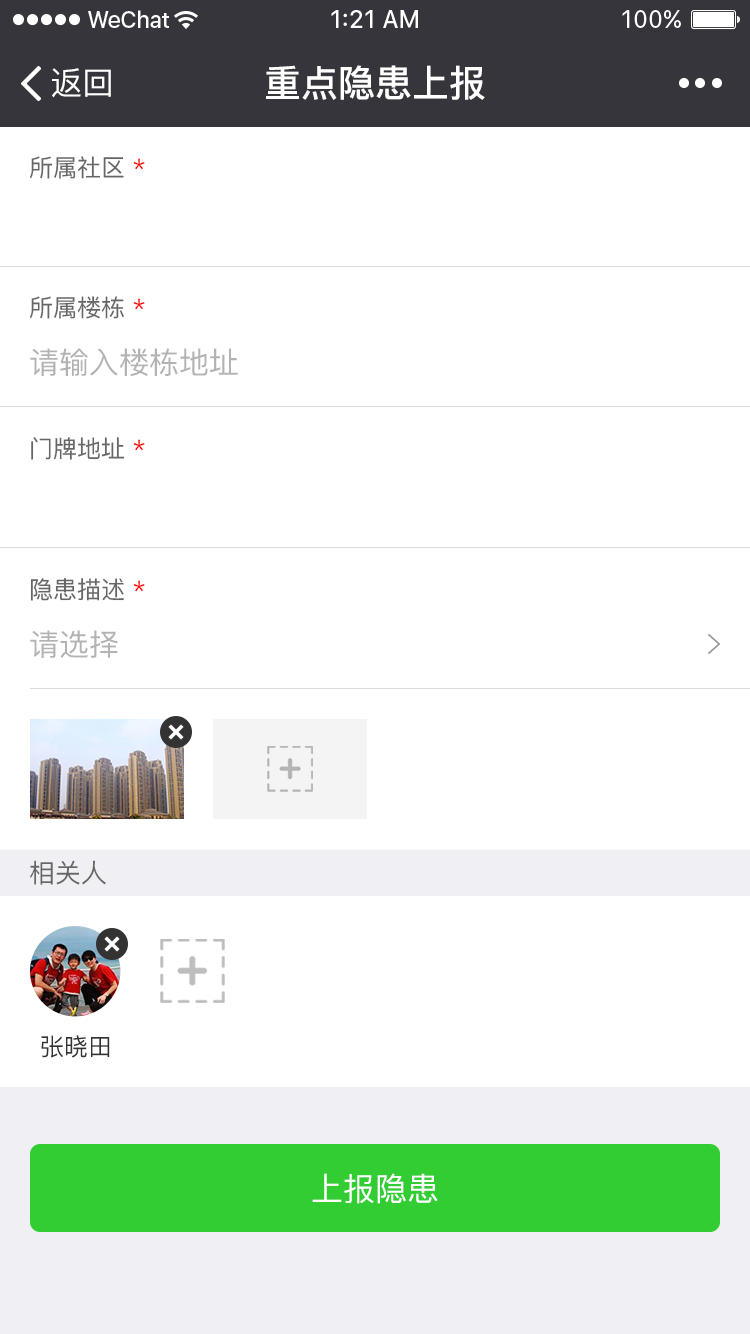 WeChat 1:21 AM 100%
返回 重点隐患上报
所属社区 *
所属楼栋 *
请输入楼栋地址
门牌地址 *
隐患描述 *
请选择
相关人
张晓田
上报隐患